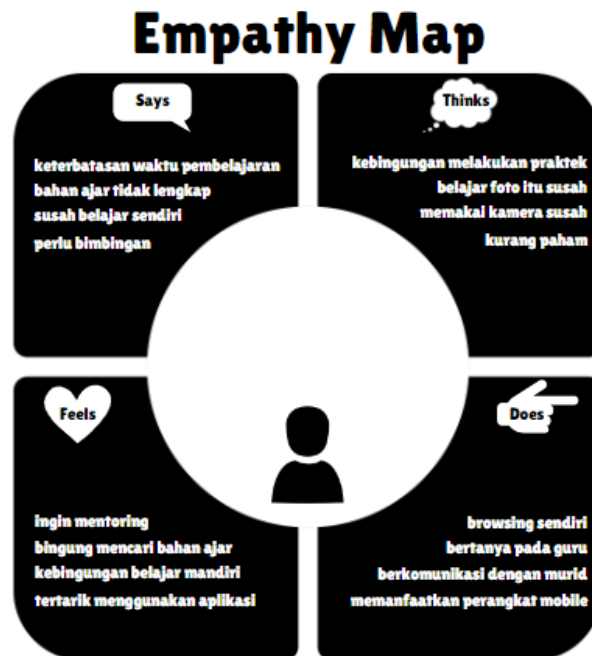 Empathy Map
Says
keterbatasan waktu pembelajaran
bahan ajar tidak lengkap
susah belajar sendiri
perlu bimbingan
Thinks
kebingungan melakukan praktek
belajar foto itu susah
memakai kamera susah
kurang paham
Feels
ingin mentoring
bingung mencari bahan ajar
kebingungan belajar mandiri
tertarik menggunakan aplikasi
Does
browsing sendiri
bertanya pada guru
berkomunikasi dengan murid
memanfaatkan perangkat mobile